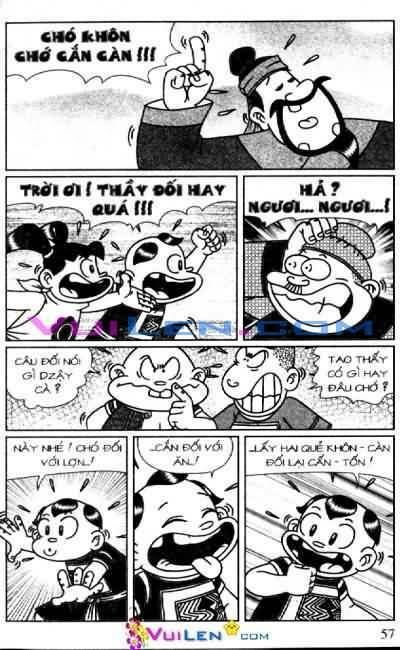 CHÓ KHÔN
CHỚ CẮN CÀN !!!
TRỜI ƠI ! THẦY ĐỐI HAY
QUÁ !!!
HẢ ?
NGƯƠI... NGƯƠI...!
CÂU ĐỐI NÓI
GÌ DZẬY
CÀ ?
TAO THẤY
CÓ GÌ HAY
ĐÂU CHỚ ?
VUILEN.COM
NÀY NHÉ ! CHÓ ĐỐI
VỚI LỢN..!
...CẮN ĐỐI VỚI
ĂN...
...LẤY HAI QUẺ KHÔN - CÀN
ĐỐI LẠI CẤN - TỐN !
57
VUILEN.COM